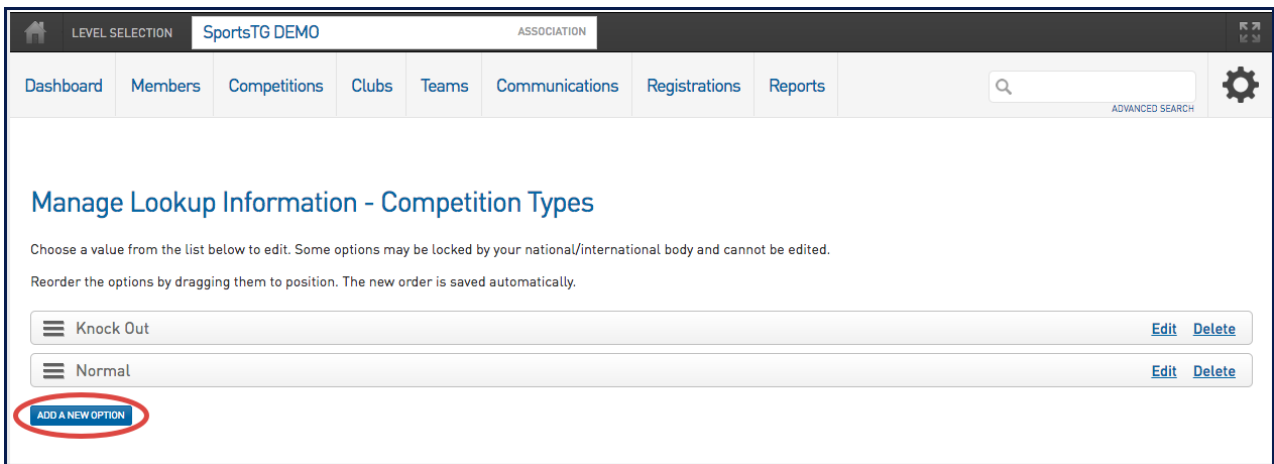 LEVEL SELECTION SportsTG DEMO ASSOCIATION
Dashboard Members Competitions Clubs Teams Communications Registrations Reports
ADVANCED SEARCH
Manage Lookup Information - Competition Types
Choose a value from the list below to edit. Some options may be locked by your national/international body and cannot be edited.
Reorder the options by dragging them to position. The new order is saved automatically.
Knock Out Edit Delete
Normal Edit Delete
ADD A NEW OPTION